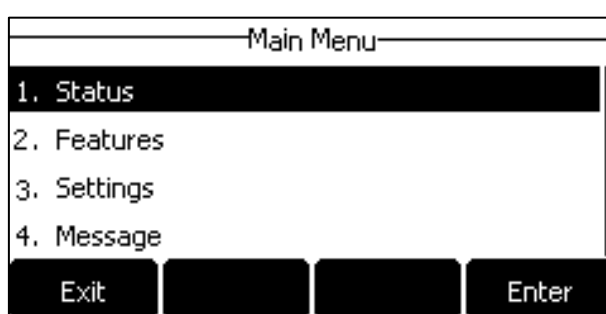 Main Menu
1. Status
2. Features
3. Settings
4. Message
Exit Enter